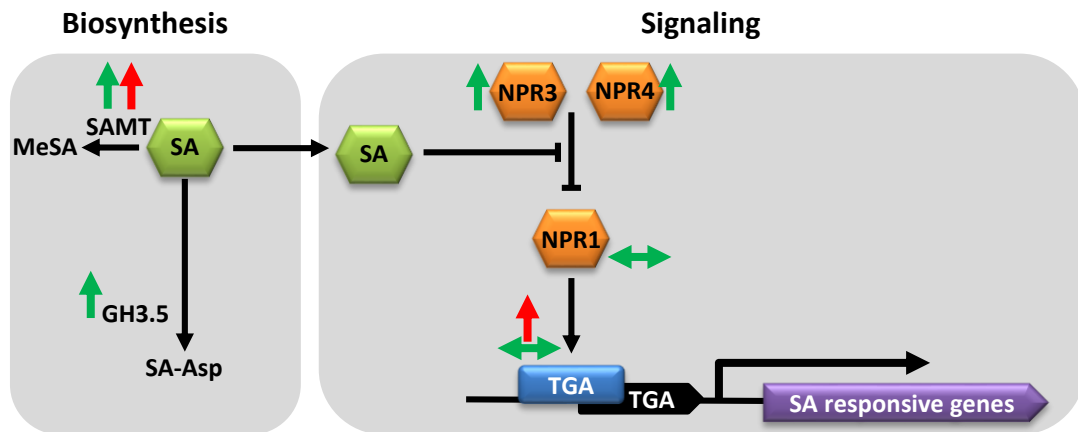 Biosynthesis
Signaling
SAMT
MeSA
SA
GH3.5
SA-Asp
SA
NPR3
NPR4
NPR1
TGA
TGA
SA responsive genes